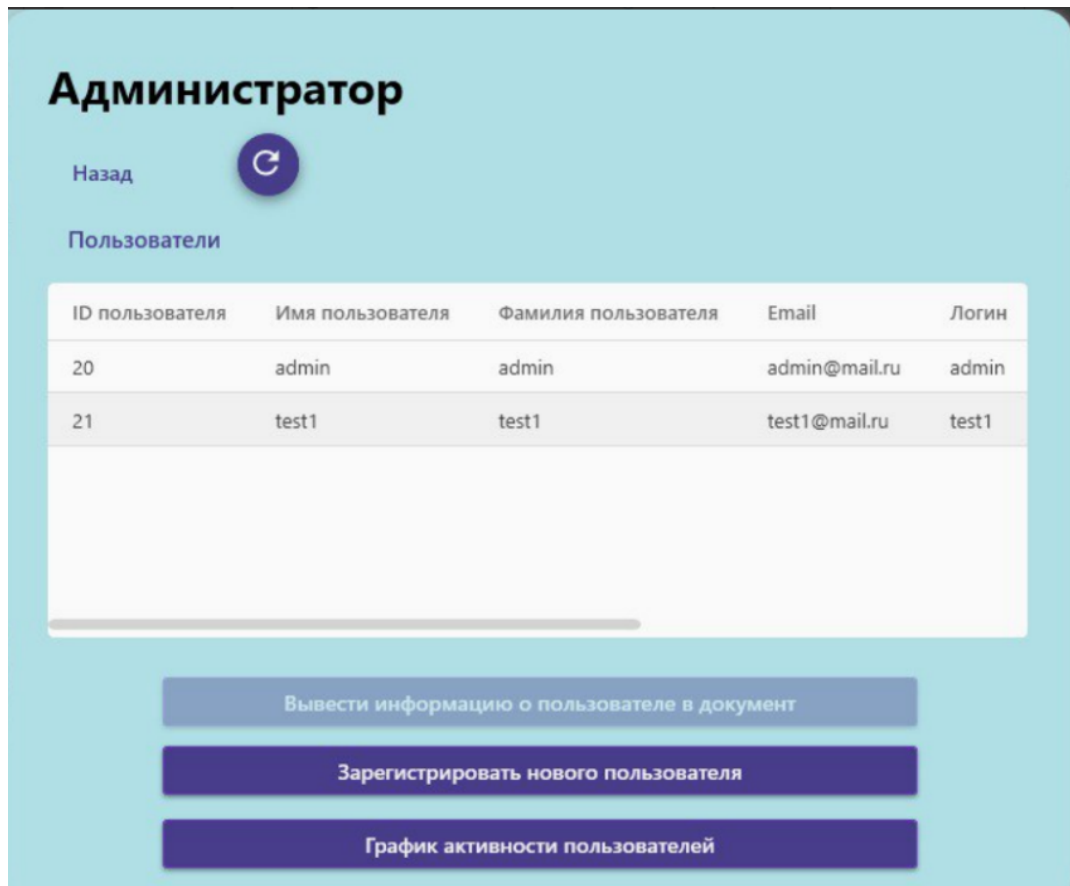 Администратор
Назад
Пользователи
ID пользователя Имя пользователя Фамилия пользователя Email Логин
20 admin admin admin@mail.ru admin
21 test1 test1 test1@mail.ru test1
Вывести информацию о пользователе в документ
Зарегистрировать нового пользователя
График активности пользователей